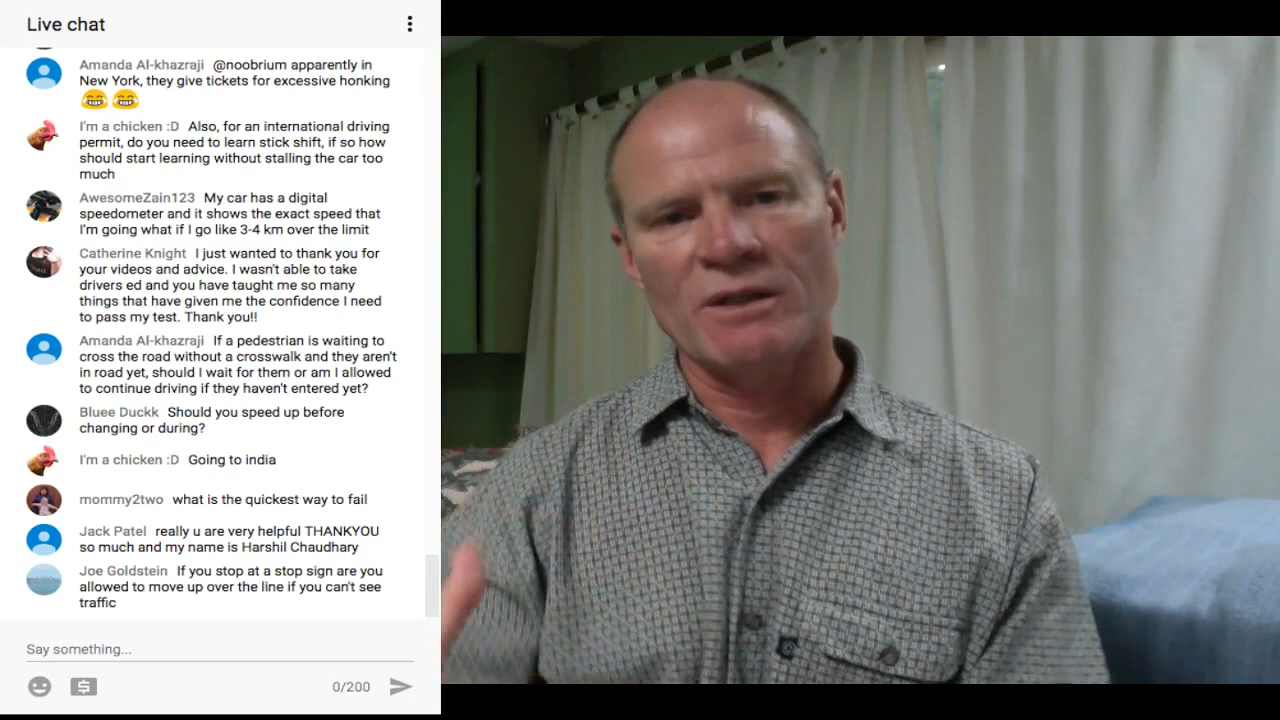 Live chat
Amanda Al-khazraji @noobrium apparently in
New York, they give tickets for excessive honking
😂 😂
I'm a chicken :D Also, for an international driving
permit, do you need to learn stick shift, if so how
should start learning without stalling the car too
much
AwesomeZain123 My car has a digital
speedometer and it shows the exact speed that
I'm going what if I go like 3-4 km over the limit
Catherine Knight I just wanted to thank you for
your videos and advice. I wasn't able to take
drivers ed and you have taught me so many
things that have given me the confidence I need
to pass my test. Thank you!!
Amanda Al-khazraji If a pedestrian is waiting to
cross the road without a crosswalk and they aren't
in road yet, should I wait for them or am I allowed
to continue driving if they haven't entered yet?
Bluee Duckk Should you speed up before
changing or during?
I'm a chicken :D Going to india
mommy2two what is the quickest way to fail
Jack Patel really u are very helpful THANKYOU
so much and my name is Harshil Chaudhary
Joe Goldstein If you stop at a stop sign are you
allowed to move up over the line if you can't see
traffic
Say something...
0/200